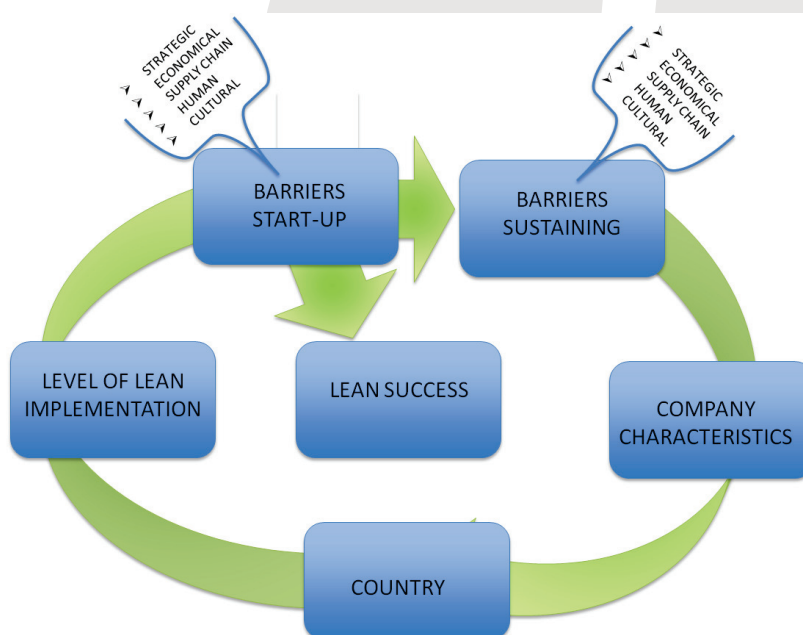 STRATEGIC
ECONOMICAL
SUPPLY CHAIN
HUMAN
CULTURAL
STRATEGIC
ECONOMICAL
SUPPLY CHAIN
HUMAN
CULTURAL
BARRIERS
START-UP
BARRIERS
SUSTAINING
LEVEL OF LEAN
IMPLEMENTATION
LEAN SUCCESS
COMPANY
CHARACTERISTICS
COUNTRY